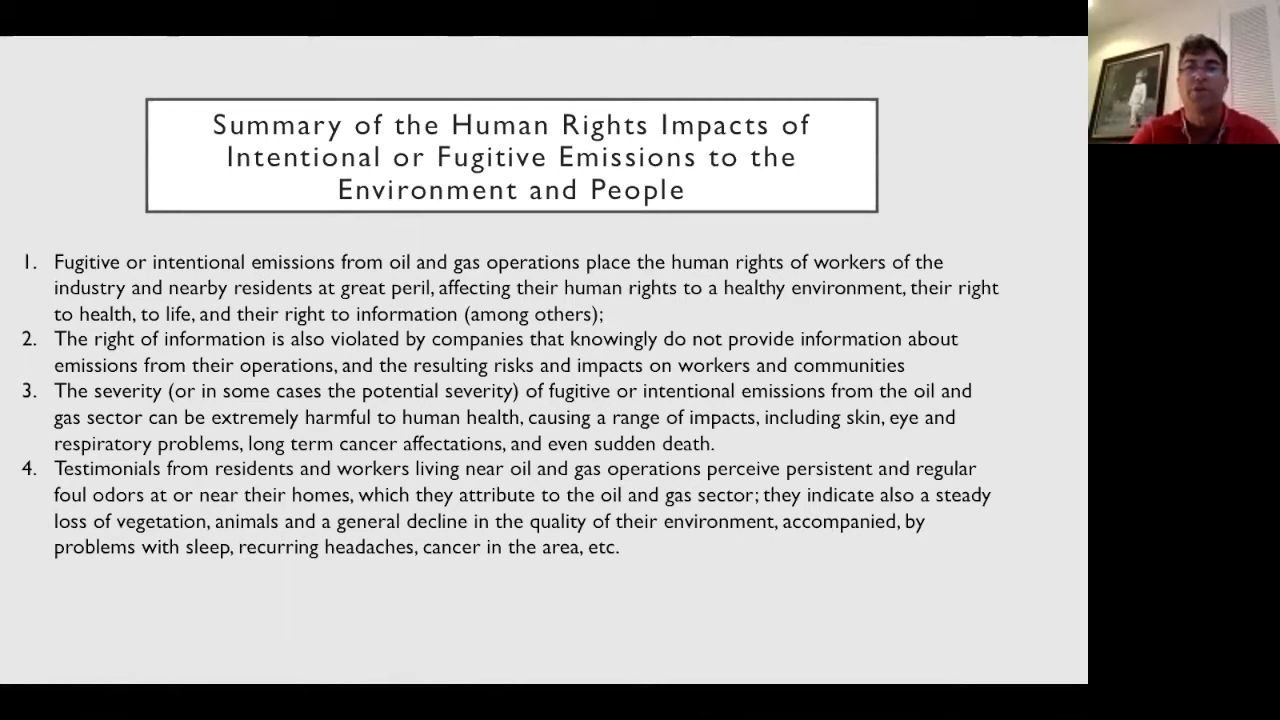 Summary of the Human Rights Impacts of
Intentional or Fugitive Emissions to the
Environment and People
1. Fugitive or intentional emissions from oil and gas operations place the human rights of workers of the
industry and nearby residents at great peril, affecting their human rights to a healthy environment, their right
to health, to life, and their right to information (among others);
2. The right of information is also violated by companies that knowingly do not provide information about
emissions from their operations, and the resulting risks and impacts on workers and communities
3. The severity (or in some cases the potential severity) of fugitive or intentional emissions from the oil and
gas sector can be extremely harmful to human health, causing a range of impacts, including skin, eye and
respiratory problems, long term cancer affectations, and even sudden death.
4. Testimonials from residents and workers living near oil and gas operations perceive persistent and regular
foul odors at or near their homes, which they attribute to the oil and gas sector; they indicate also a steady
loss of vegetation, animals and a general decline in the quality of their environment, accompanied, by
problems with sleep, recurring headaches, cancer in the area, etc.